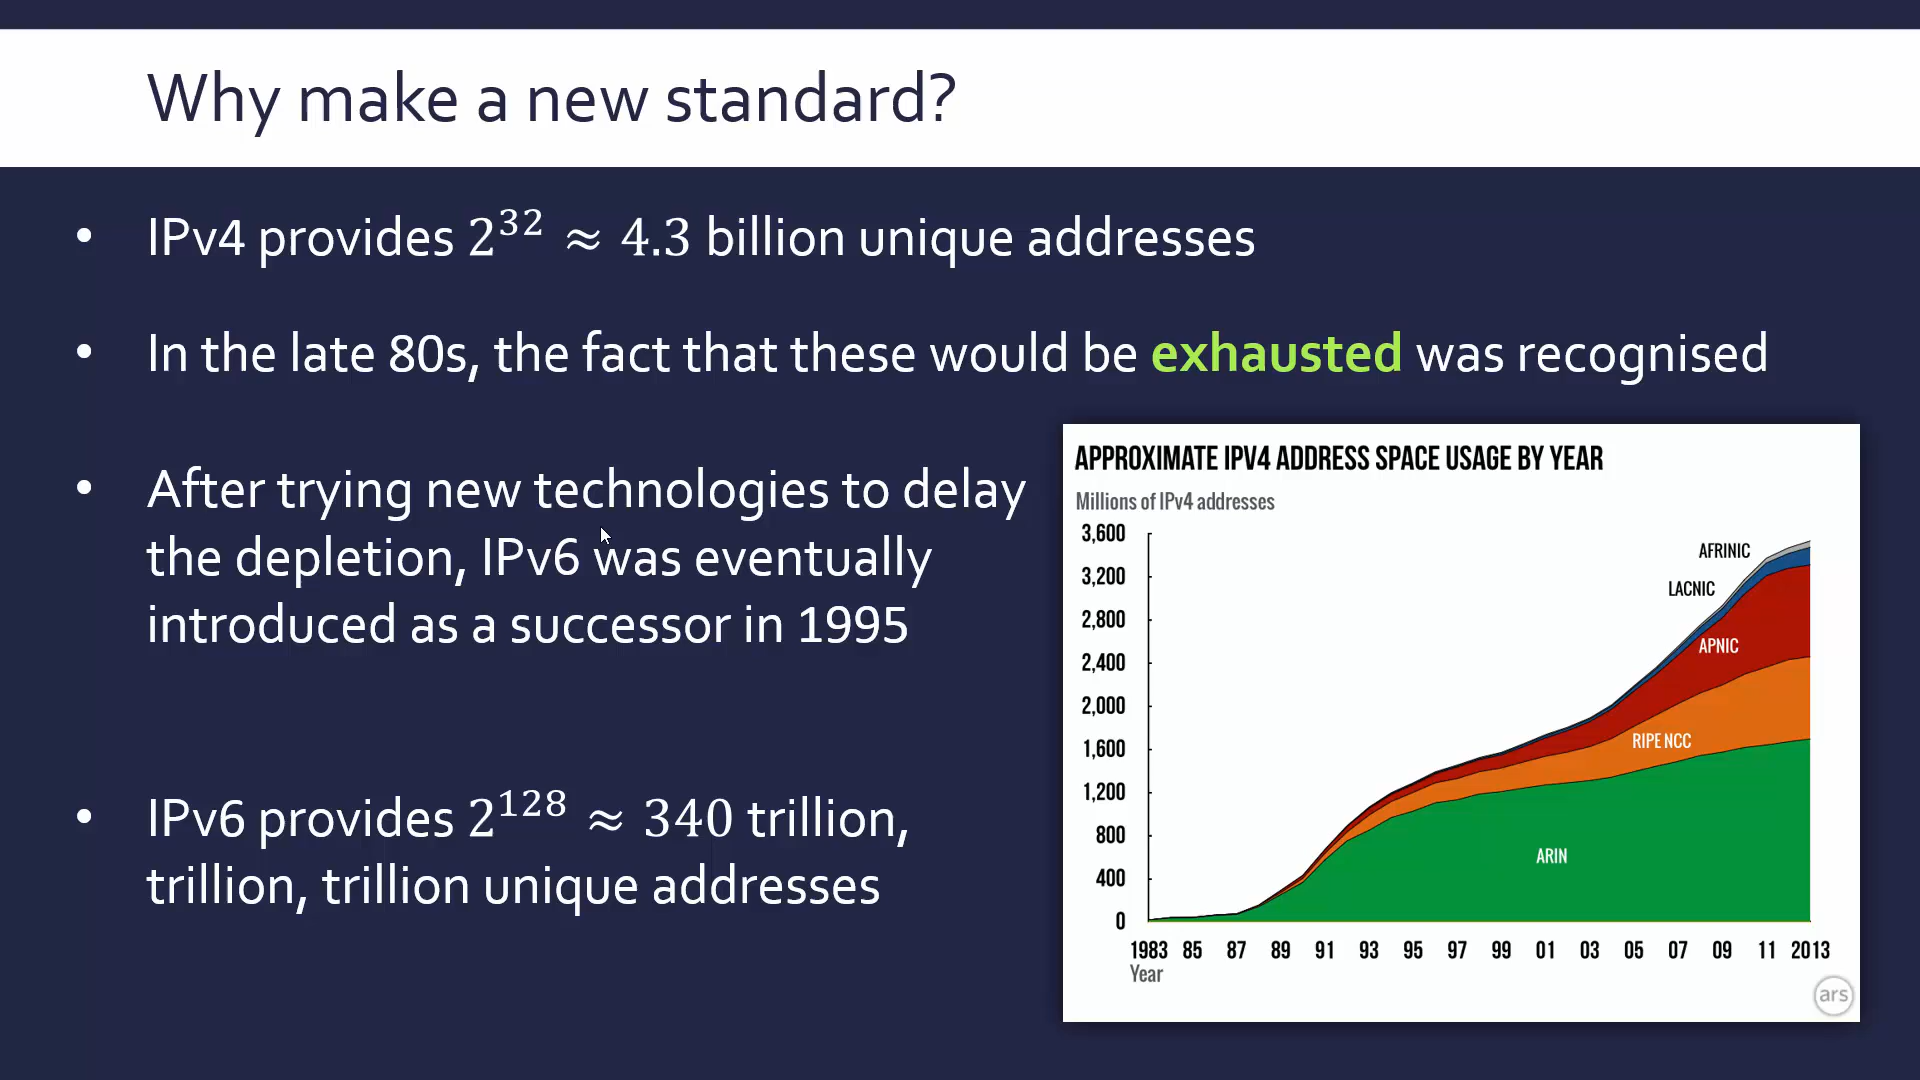 Why make a new standard?
• IPv4 provides 2³² ≈ 4.3 billion unique addresses
• In the late 80s, the fact that these would be exhausted was recognised
• After trying new technologies to delay
the depletion, IPv6 was eventually
introduced as a successor in 1995
• IPv6 provides 2¹²⁸ ≈ 340 trillion,
trillion, trillion unique addresses
APPROXIMATE IPV4 ADDRESS SPACE USAGE BY YEAR
Millions of IPv4 addresses
3,600
3,200
2,800
2,400
2,000
1,600
1,200
800
400
0
AFRINIC
LACNIC
APNIC
RIPE NCC
ARIN
1983 85 87 89 91 93 95 97 99 01 03 05 07 09 11 2013
Year
ars